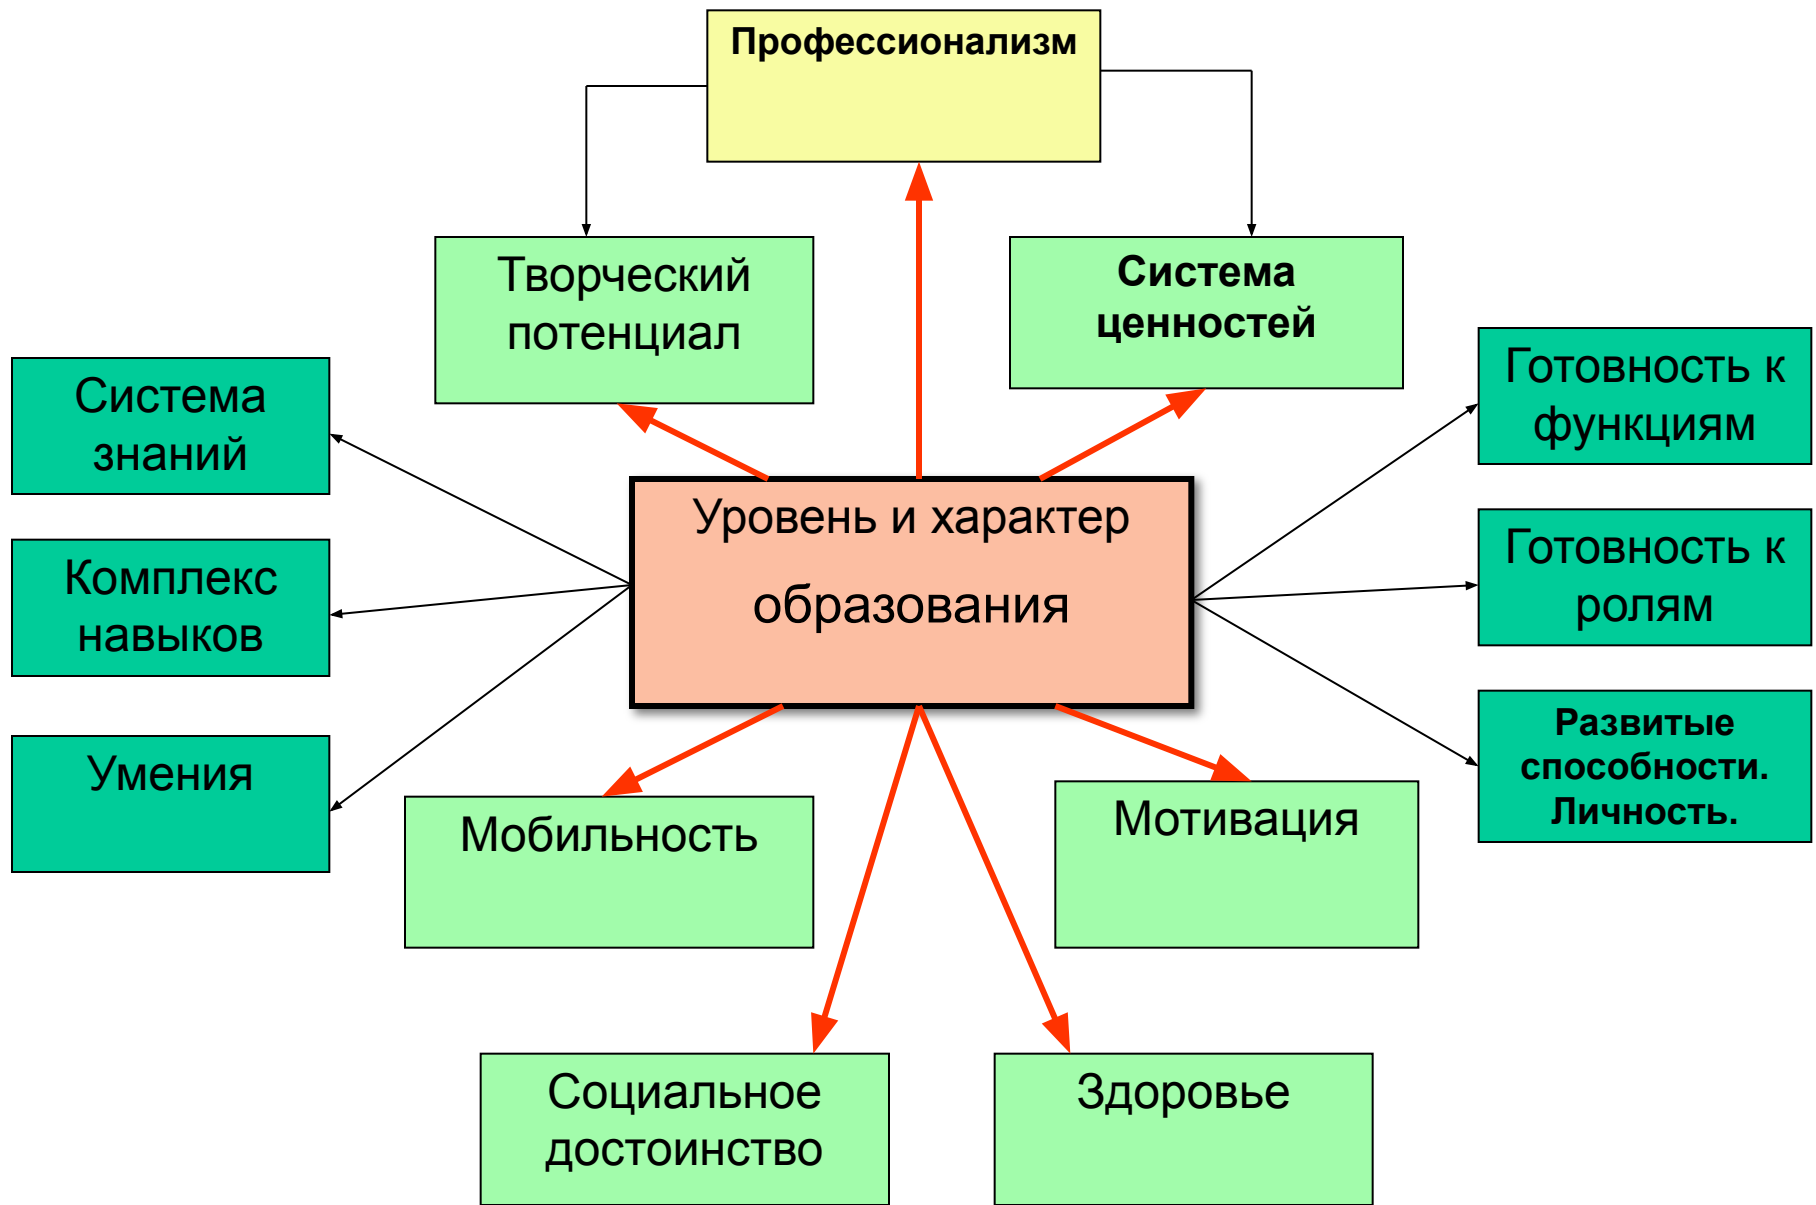 Профессионализм
Творческий
потенциал
Система
ценностей
Система
знаний
Готовность к
функциям
Уровень и характер
образования
Комплекс
навыков
Готовность к
ролям
Умения
Развитые
способности.
Личность.
Мобильность
Мотивация
Социальное
достоинство
Здоровье